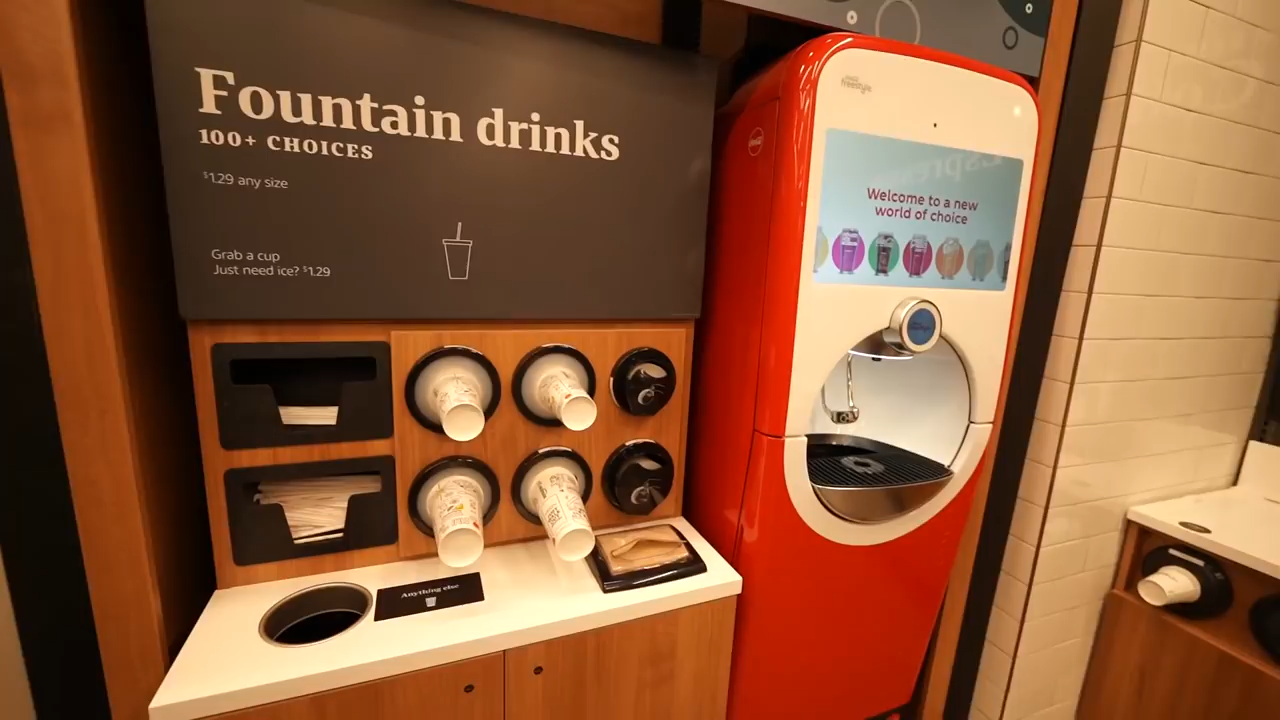 Fountain drinks
100+ CHOICES
$1.29 any size
Grab a cup
Just need ice? $1.29
freestyle
Welcome to a new
world of choice
Anything else